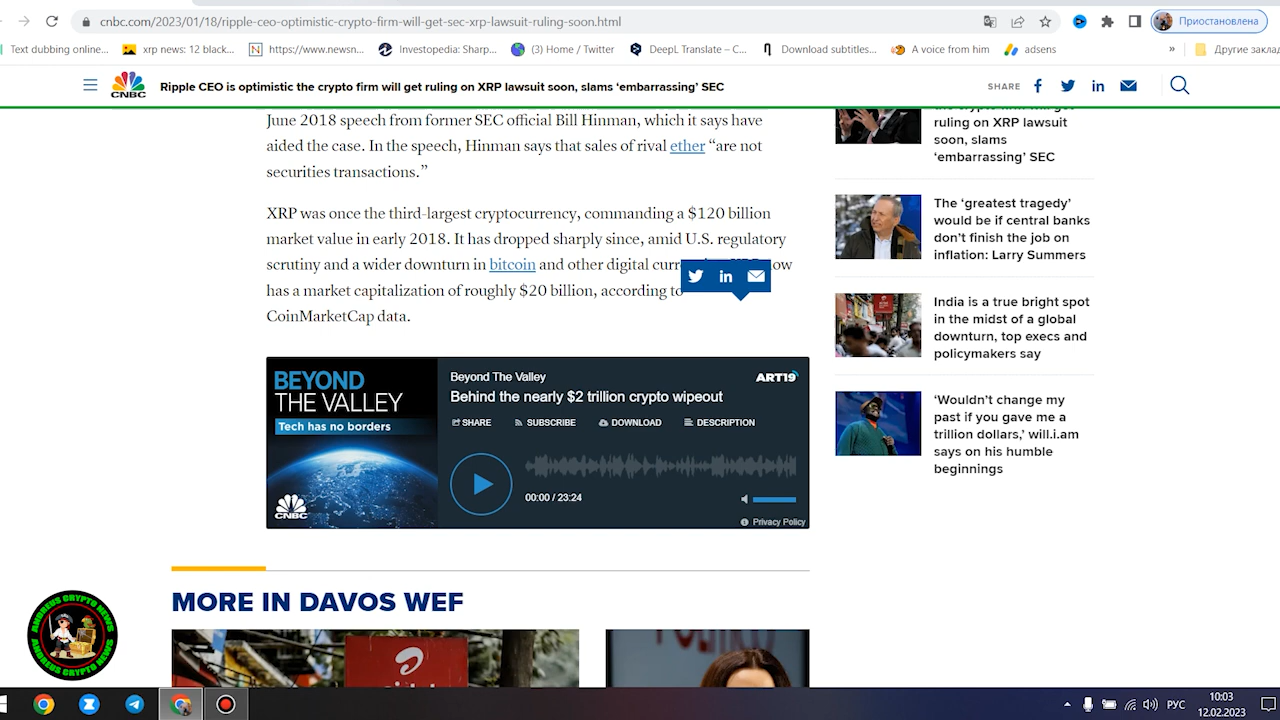 cnbc.com/2023/01/18/ripple-ceo-optimistic-crypto-firm-will-get-sec-xrp-lawsuit-ruling-soon.html
Приостановлена
Text dubbing online...
xrp news: 12 black...
https://www.newsn...
Investopedia: Sharp...
(3) Home / Twitter
DeepL Translate – C...
Download subtitles...
A voice from him
adsens
»
Другие закла
CNBC
Ripple CEO is optimistic the crypto firm will get ruling on XRP lawsuit soon, slams ‘embarrassing’ SEC
SHARE
June 2018 speech from former SEC official Bill Hinman, which it says have
aided the case. In the speech, Hinman says that sales of rival ether “are not
securities transactions.”
XRP was once the third-largest cryptocurrency, commanding a $120 billion
market value in early 2018. It has dropped sharply since, amid U.S. regulatory
scrutiny and a wider downturn in bitcoin and other digital
has a market capitalization of roughly $20 billion, according to
CoinMarketCap data.
BEYOND
THE VALLEY
Tech has no borders
CNBC
Beyond The Valley
ART19
Behind the nearly $2 trillion crypto wipeout
SHARE
SUBSCRIBE
DOWNLOAD
DESCRIPTION
00:00 / 23:24
Privacy Policy
MORE IN DAVOS WEF
airtel
ruling on XRP lawsuit
soon, slams
‘embarrassing’ SEC
The ‘greatest tragedy’
would be if central banks
don’t finish the job on
inflation: Larry Summers
India is a true bright spot
in the midst of a global
downturn, top execs and
policymakers say
‘Wouldn’t change my
past if you gave me a
trillion dollars,’ will.i.am
says on his humble
beginnings
ANDREUS CRYPTO NEWS
ANDREUS CRYPTO NEWS
РУС
10:03
12.02.2023